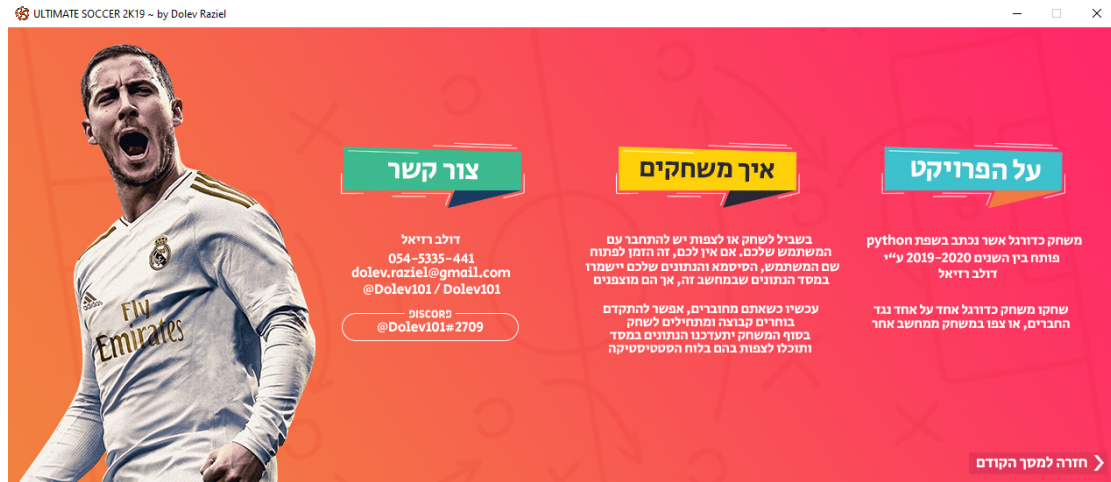 ULTIMATE SOCCER 2K19 ~ by Dolev Raziel
על הפרויקט
משחק כדורגל אשר נכתב בשפת python
פותח בין השנים 2019-2020 ע״י
דולב רזיאל
שחקו משחק כדורגל אחד על אחד נגד
החברים, או צפו במשחק ממחשב אחר
איך משחקים
בשביל לשחק או לצפות יש להתחבר עם
המשתמש שלכם, אם אין לכם, זה הזמן לפתוח
שם המשתמש, הסיסמא והנתונים שלכם יישמרו
במסד הנתונים שבמחשב זה, אך הם מוצפנים
עכשיו כשאתם מחוברים, אפשר להתקדם
בוחרים קבוצה ומתחילים לשחק
בסוף המשחק יתעדכנו הנתונים במסד
ותוכלו לצפות בהם בלוח הסטטיסטיקה
צור קשר
דולב רזיאל
054-5335-441
dolev.raziel@gmail.com
@Dolev101 / Dolev101
DISCORD
@Dolev101#2709
adidas
Fly
Emirates
חזרה למסך הקודם